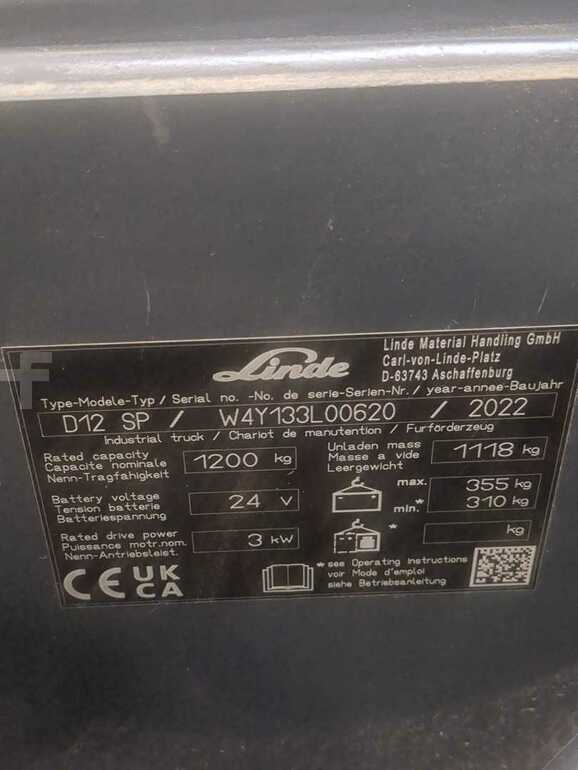 Linde
Linde Material Handling GmbH
Carl-von-Linde-Platz
D-63743 Aschaffenburg
Type-Modele-Typ / Serial no. -No. de serie-Serien-Nr. / year-annee-Baujahr
D12 SP / W4Y133L00620 / 2022
Industrial truck / Chariot de manutention / Furförderzeug
Rated capacity
Capacite nominale
Nenn-Tragfähigkeit
1200 kg
Unladen mass
Masse a vide
Leergewicht
1118 kg
Battery voltage
Tension batterie
Batteriespannung
24 V
max. 355 kg
min.* 310 kg
Rated drive power
Puissance motr.nom.
Nenn-Antriebsleist.
3 kW
* kg
CE UK
CA
*see Operating instructions
voir Mode d'emploi
siehe Betriebsanleitung